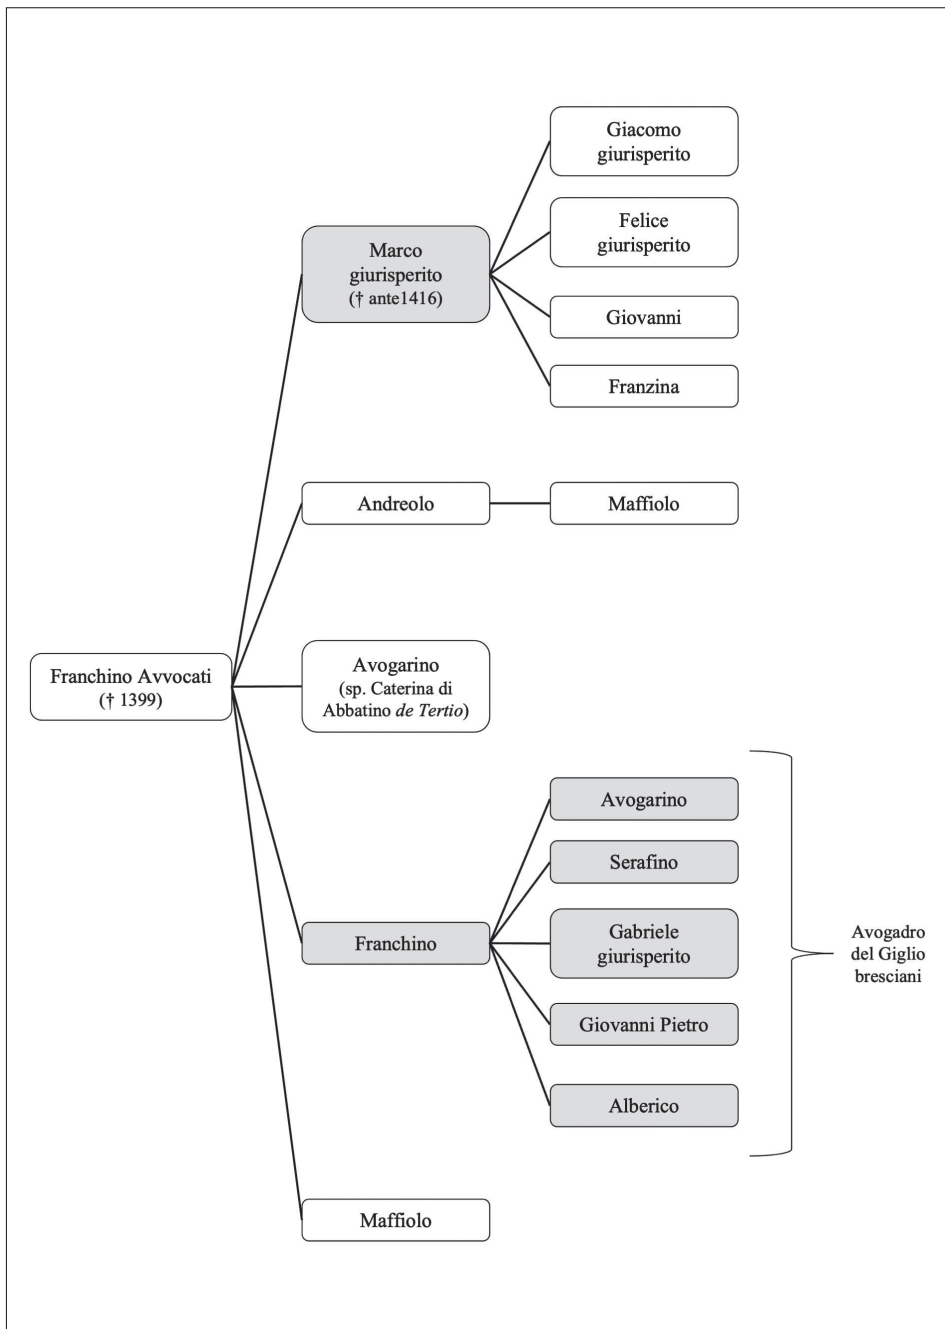 Giacomo
giurisperito
Felice
giurisperito
Marco
giurisperito
(† ante1416)
Giovanni
Franzina
Andreolo
Maffiolo
Franchino Avvocati
(† 1399)
Avogarino
(sp. Caterina di
Abbatino de Tertio)
Avogarino
Serafino
Franchino
Gabriele
giurisperito
Giovanni Pietro
Alberico
Avogadro
del Giglio
bresciani
Maffiolo